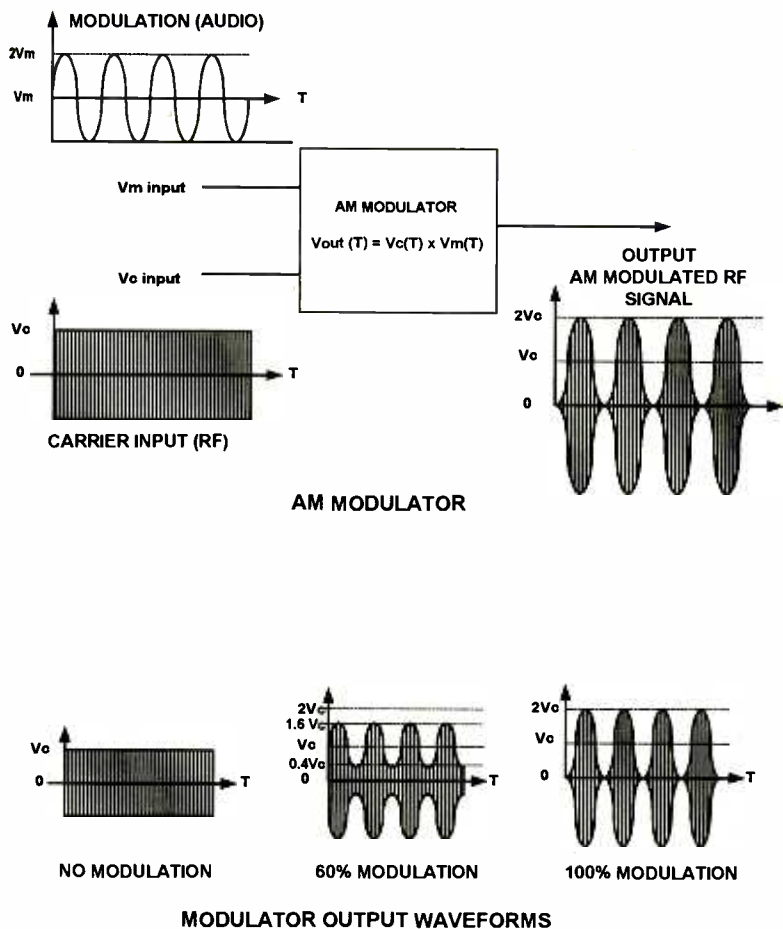 MODULATION (AUDIO)
2Vm
Vm
T
Vm input
AM MODULATOR
Vout (T) = Vc(T) x Vm(T)
Vc input
OUTPUT
AM MODULATED RF
SIGNAL
Vc
0
T
CARRIER INPUT (RF)
2Vc
Vc
0
AM MODULATOR
Vc
0
T
NO MODULATION
2Vc
1.6 Vc
Vc
0.4Vc
0
T
60% MODULATION
2Vc
Vc
0
T
100% MODULATION
MODULATOR OUTPUT WAVEFORMS